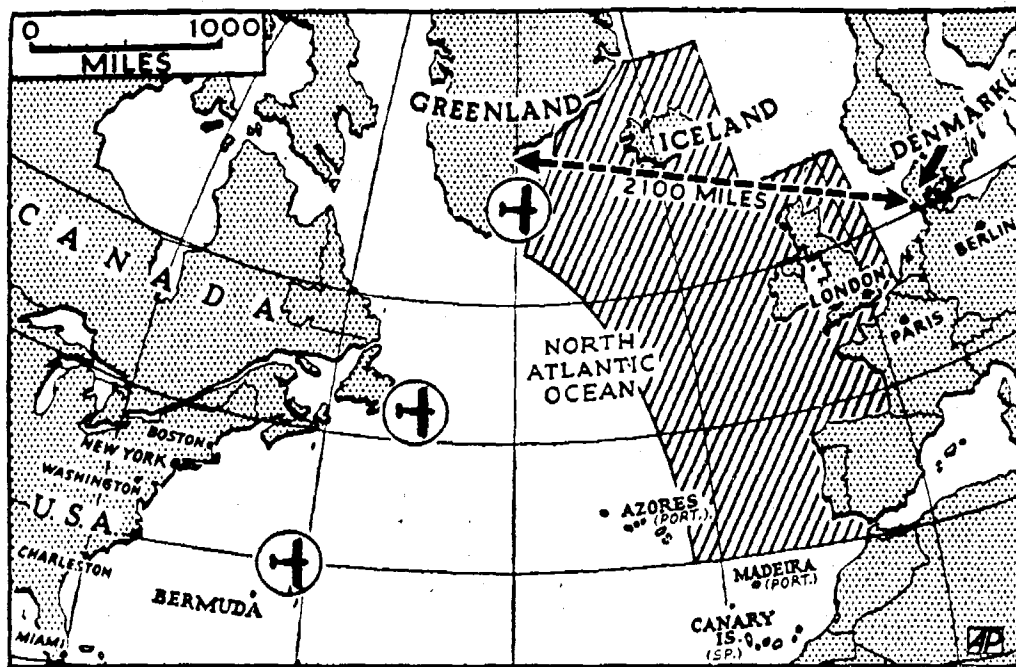 0 1000
MILES
GREENLAND
ICELAND
DENMARK
2100 MILES
BERLIN
LONDON
PARIS
CANADA
NORTH
ATLANTIC
OCEAN
BOSTON
NEW YORK
WASHINGTON
USA
CHARLESTON
AZORES
(PORT.)
BERMUDA
MADEIRA
(PORT.)
CANARY
IS.
(SP.)
MIAMI
AP